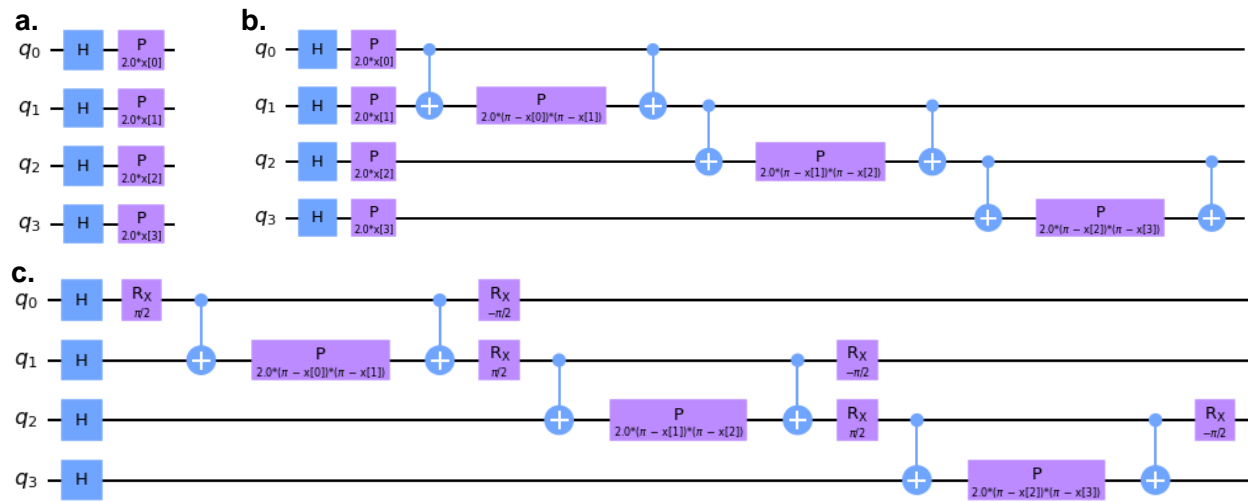 a.
q0 H P 2.0*x[0]
q1 H P 2.0*x[1]
q2 H P 2.0*x[2]
q3 H P 2.0*x[3]
b.
q0 H P 2.0*x[0]
q1 H P 2.0*x[1] P 2.0*(π − x[0])*(π − x[1])
q2 H P 2.0*x[2] P 2.0*(π − x[1])*(π − x[2])
q3 H P 2.0*x[3] P 2.0*(π − x[2])*(π − x[3])
c.
q0 H RX π/2 RX −π/2
q1 H P 2.0*(π − x[0])*(π − x[1]) RX π/2 RX −π/2
q2 H P 2.0*(π − x[1])*(π − x[2]) RX π/2 RX −π/2
q3 H P 2.0*(π − x[2])*(π − x[3])